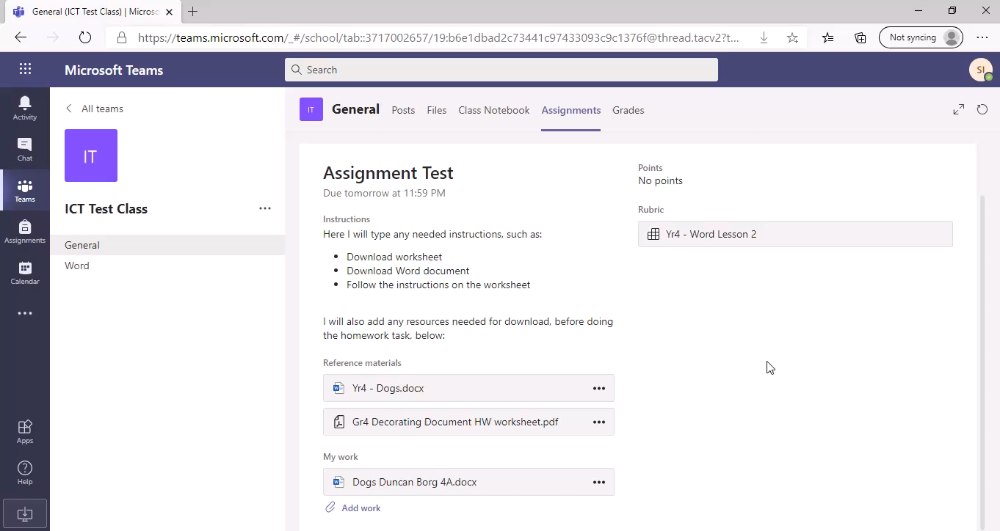 General (ICT Test Class) | Micros
https://teams.microsoft.com/_#/school/tab::3717002657/19:b6e1dbad2c73441c97433093c9c1376f@thread.tacv2?t...
Not syncing
Microsoft Teams
Search
SI
Activity
Chat
Teams
Assignments
Calendar
Apps
Help
All teams
IT
ICT Test Class
General
Word
IT
General
Posts
Files
Class Notebook
Assignments
Grades
Assignment Test
Due tomorrow at 11:59 PM
Instructions
Here I will type any needed instructions, such as:
• Download worksheet
• Download Word document
• Follow the instructions on the worksheet
I will also add any resources needed for download, before doing
the homework task, below:
Reference materials
Yr4 - Dogs.docx
Gr4 Decorating Document HW worksheet.pdf
My work
Dogs Duncan Borg 4A.docx
Add work
Points
No points
Rubric
Yr4 - Word Lesson 2